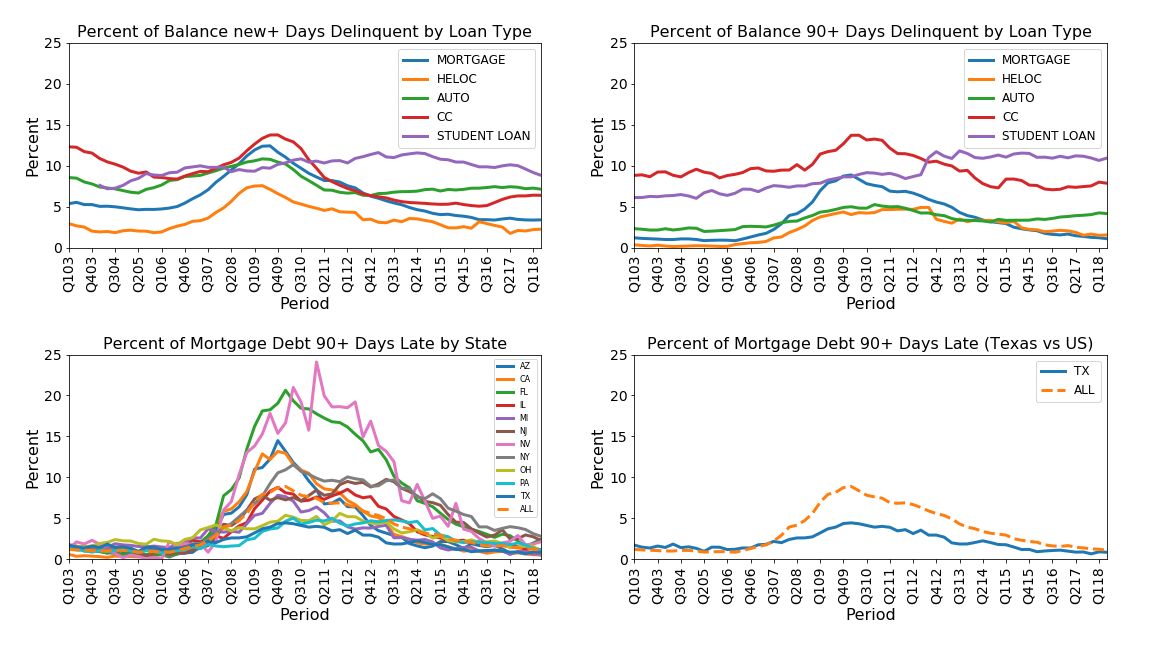 Percent of Balance new+ Days Delinquent by Loan Type
25
20
15
10
5
0
Percent
MORTGAGE
HELOC
AUTO
CC
STUDENT LOAN
Q103
Q403
Q304
Q205
Q106
Q406
Q307
Q208
Q109
Q409
Q310
Q211
Q112
Q412
Q313
Q214
Q115
Q415
Q316
Q217
Q118
Period
Percent of Balance 90+ Days Delinquent by Loan Type
25
20
15
10
5
0
Percent
MORTGAGE
HELOC
AUTO
CC
STUDENT LOAN
Q103
Q403
Q304
Q205
Q106
Q406
Q307
Q208
Q109
Q409
Q310
Q211
Q112
Q412
Q313
Q214
Q115
Q415
Q316
Q217
Q118
Period
Percent of Mortgage Debt 90+ Days Late by State
25
20
15
10
5
0
Percent
AZ
CA
FL
IL
MI
NJ
NV
NY
OH
PA
TX
ALL
Q103
Q403
Q304
Q205
Q106
Q406
Q307
Q208
Q109
Q409
Q310
Q211
Q112
Q412
Q313
Q214
Q115
Q415
Q316
Q217
Q118
Period
Percent of Mortgage Debt 90+ Days Late (Texas vs US)
25
20
15
10
5
0
Percent
TX
ALL
Q103
Q403
Q304
Q205
Q106
Q406
Q307
Q208
Q109
Q409
Q310
Q211
Q112
Q412
Q313
Q214
Q115
Q415
Q316
Q217
Q118
Period